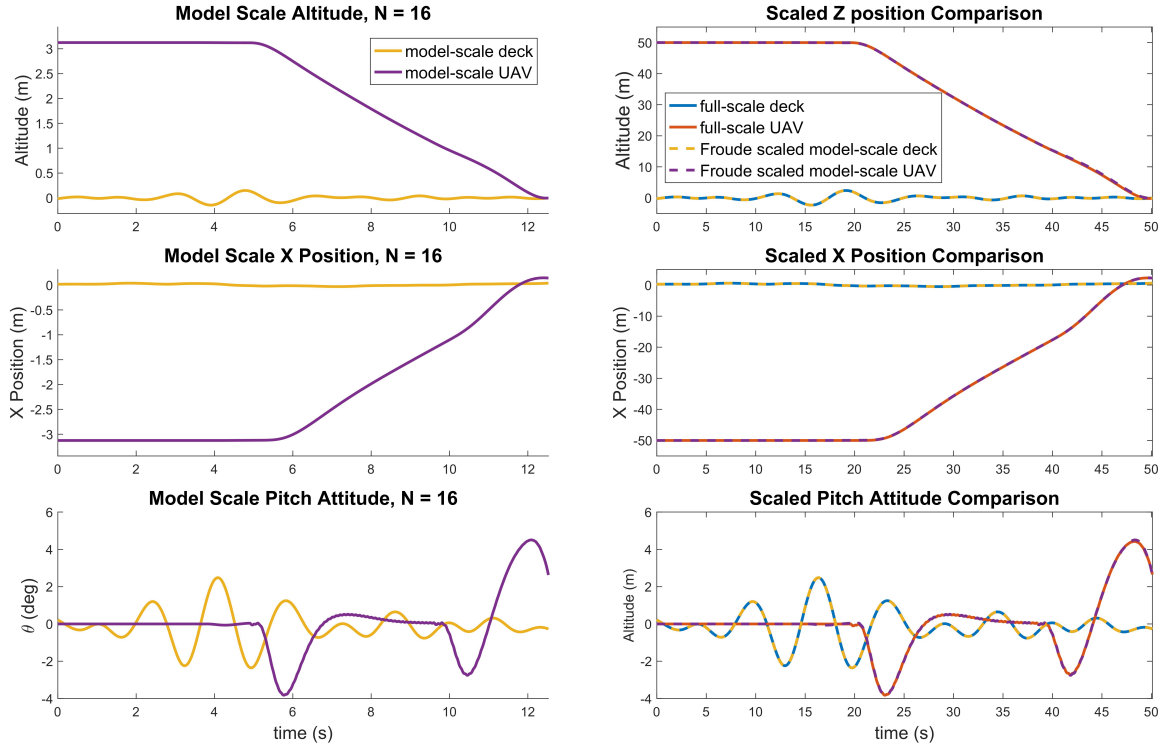 Model Scale Altitude, N = 16
Altitude (m)
3
2.5
2
1.5
1
0.5
0
0 2 4 6 8 10 12
model-scale deck
model-scale UAV
Scaled Z position Comparison
Altitude (m)
50
40
30
20
10
0
0 5 10 15 20 25 30 35 40 45 50
full-scale deck
full-scale UAV
Froude scaled model-scale deck
Froude scaled model-scale UAV
Model Scale X Position, N = 16
X Position (m)
0
-0.5
-1
-1.5
-2
-2.5
-3
0 2 4 6 8 10 12
Scaled X Position Comparison
X Position (m)
0
-10
-20
-30
-40
-50
0 5 10 15 20 25 30 35 40 45 50
Model Scale Pitch Attitude, N = 16
θ (deg)
6
4
2
0
-2
-4
0 2 4 6 8 10 12
time (s)
Scaled Pitch Attitude Comparison
Altitude (m)
6
4
2
0
-2
-4
0 5 10 15 20 25 30 35 40 45 50
time (s)